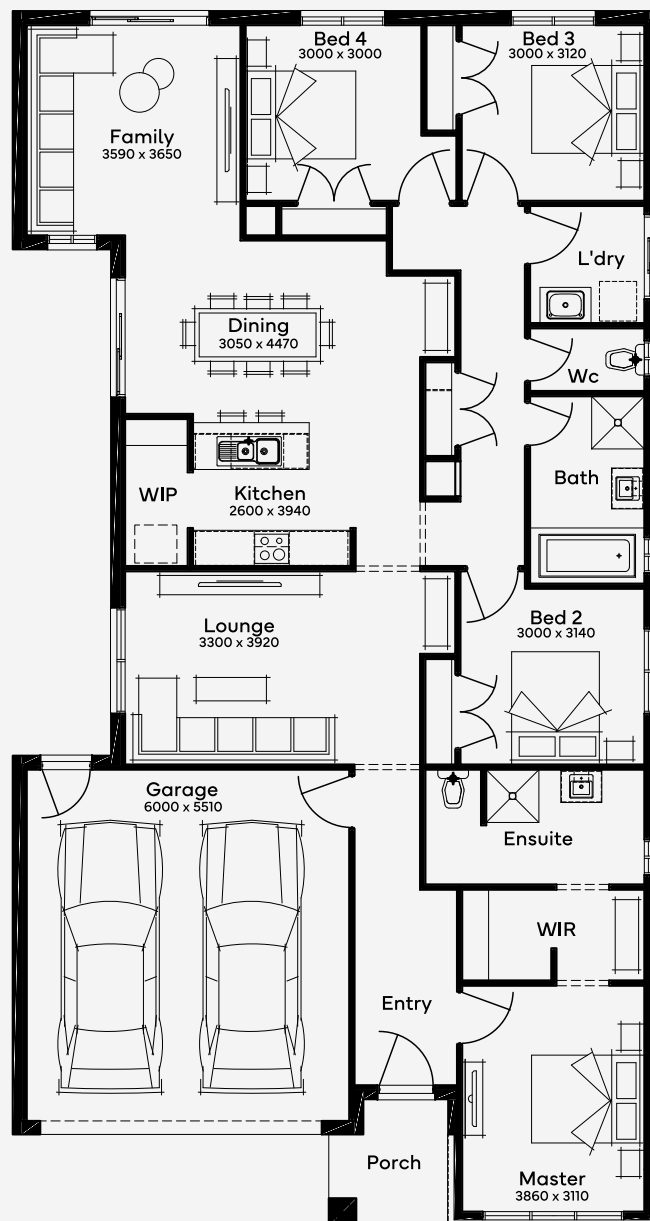 Bed 4
3000 x 3000
Bed 3
3000 x 3120
Family
3590 x 3650
L'dry
Dining
3050 x 4470
Wc
WIP
Kitchen
2600 x 3940
Bath
Lounge
3300 x 3920
Bed 2
3000 x 3140
Garage
6000 x 5510
Ensuite
WIR
Entry
Porch
Master
3860 x 3110